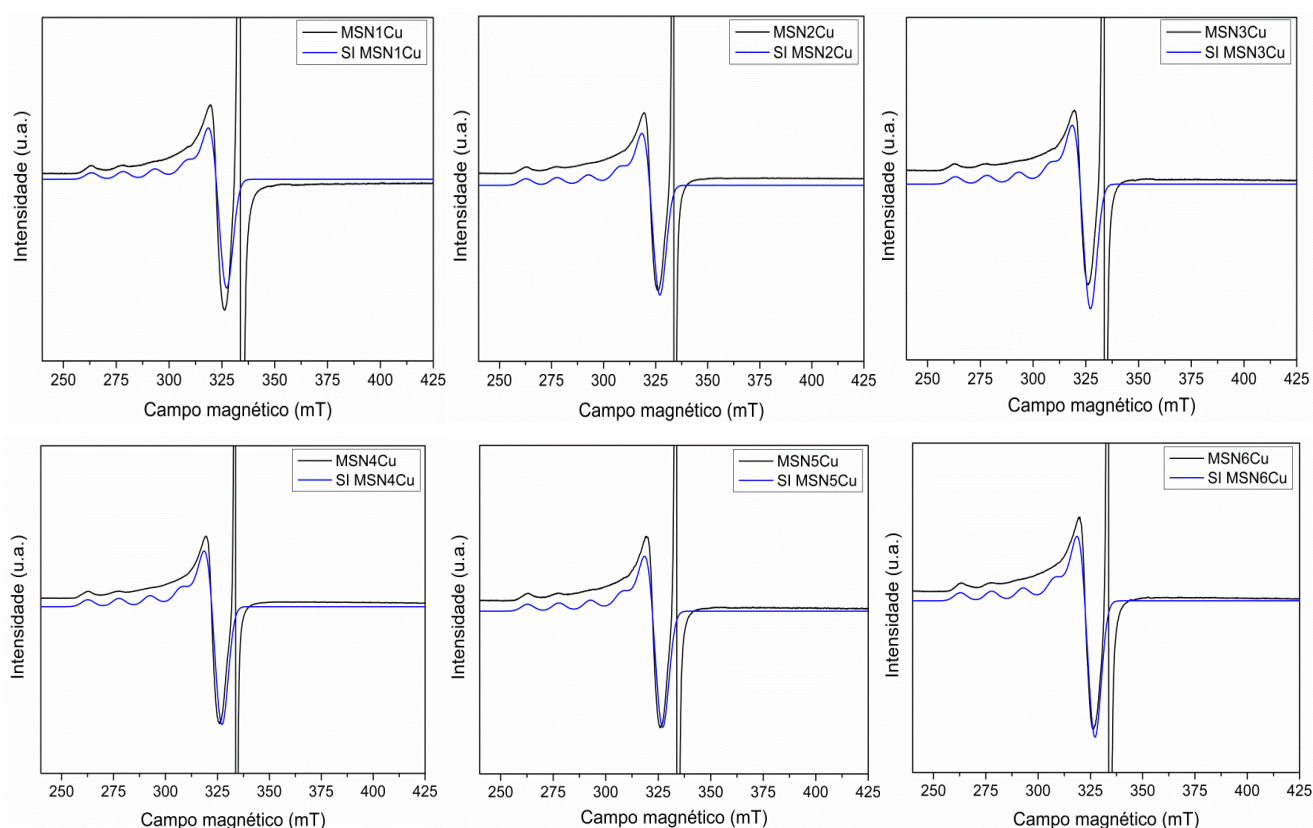 MSN1Cu
SI MSN1Cu
Intensidade (u.a.)
250 275 300 325 350 375 400 425
Campo magnético (mT)
MSN2Cu
SI MSN2Cu
Intensidade (u.a.)
250 275 300 325 350 375 400 425
Campo magnético (mT)
MSN3Cu
SI MSN3Cu
Intensidade (u.a.)
250 275 300 325 350 375 400 425
Campo magnético (mT)
MSN4Cu
SI MSN4Cu
Intensidade (u.a.)
250 275 300 325 350 375 400 425
Campo magnético (mT)
MSN5Cu
SI MSN5Cu
Intensidade (u.a.)
250 275 300 325 350 375 400 425
Campo magnético (mT)
MSN6Cu
SI MSN6Cu
Intensidade (u.a.)
250 275 300 325 350 375 400 425
Campo magnético (mT)